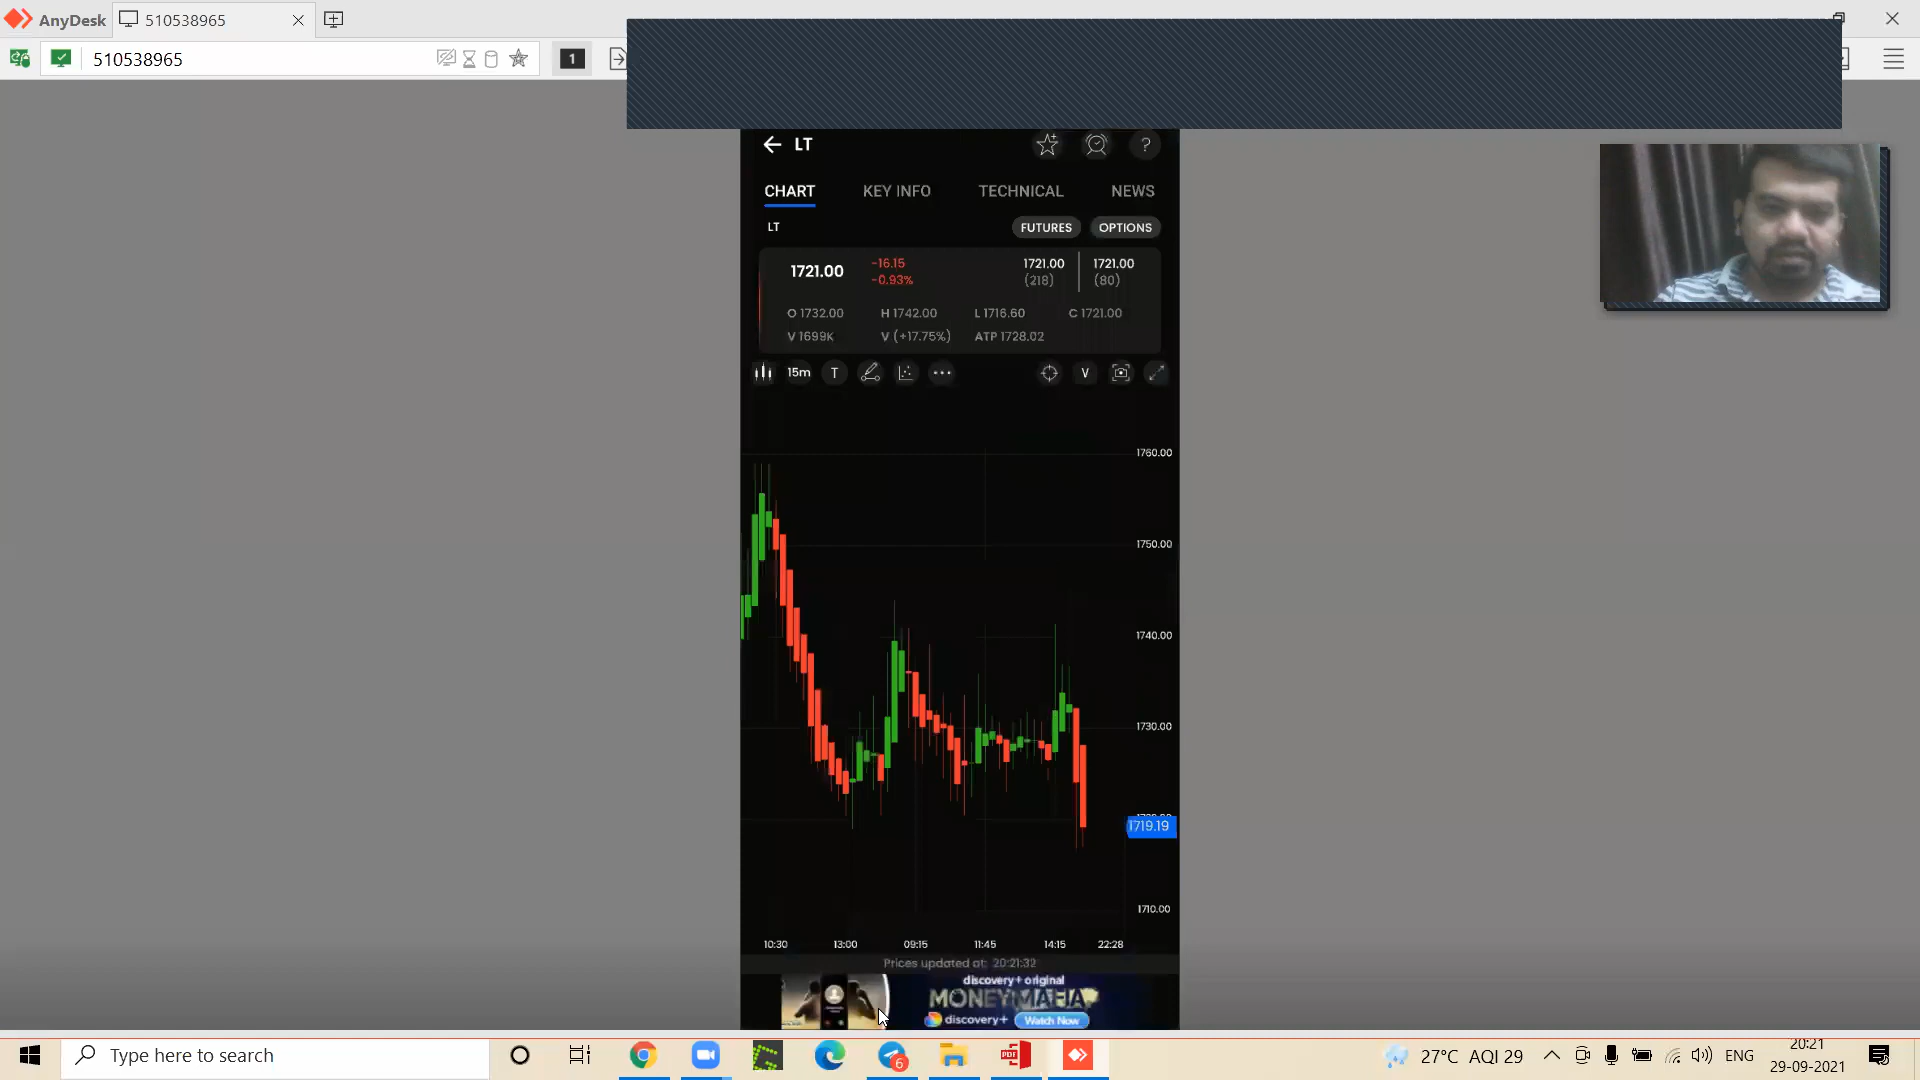 AnyDesk 510538965
510538965 1
LT ?
CHART KEY INFO TECHNICAL NEWS
LT FUTURES OPTIONS
1721.00 -16.15 1721.00 1721.00
-0.93% (218) (80)
O 1732.00 H 1742.00 L 1716.60 C 1721.00
V 1699K V (+17.75%) ATP 1728.02
15m T V
1760.00
1750.00
1740.00
1730.00
1719.19
1710.00
10:30 13:00 09:15 11:45 14:15 22:28
Prices updated at: 20:21:32
discovery+ original
MONEY MAFIA
discovery+ Watch Now
Type here to search
PDF
6
27°C AQI 29
ENG
20:21
29-09-2021